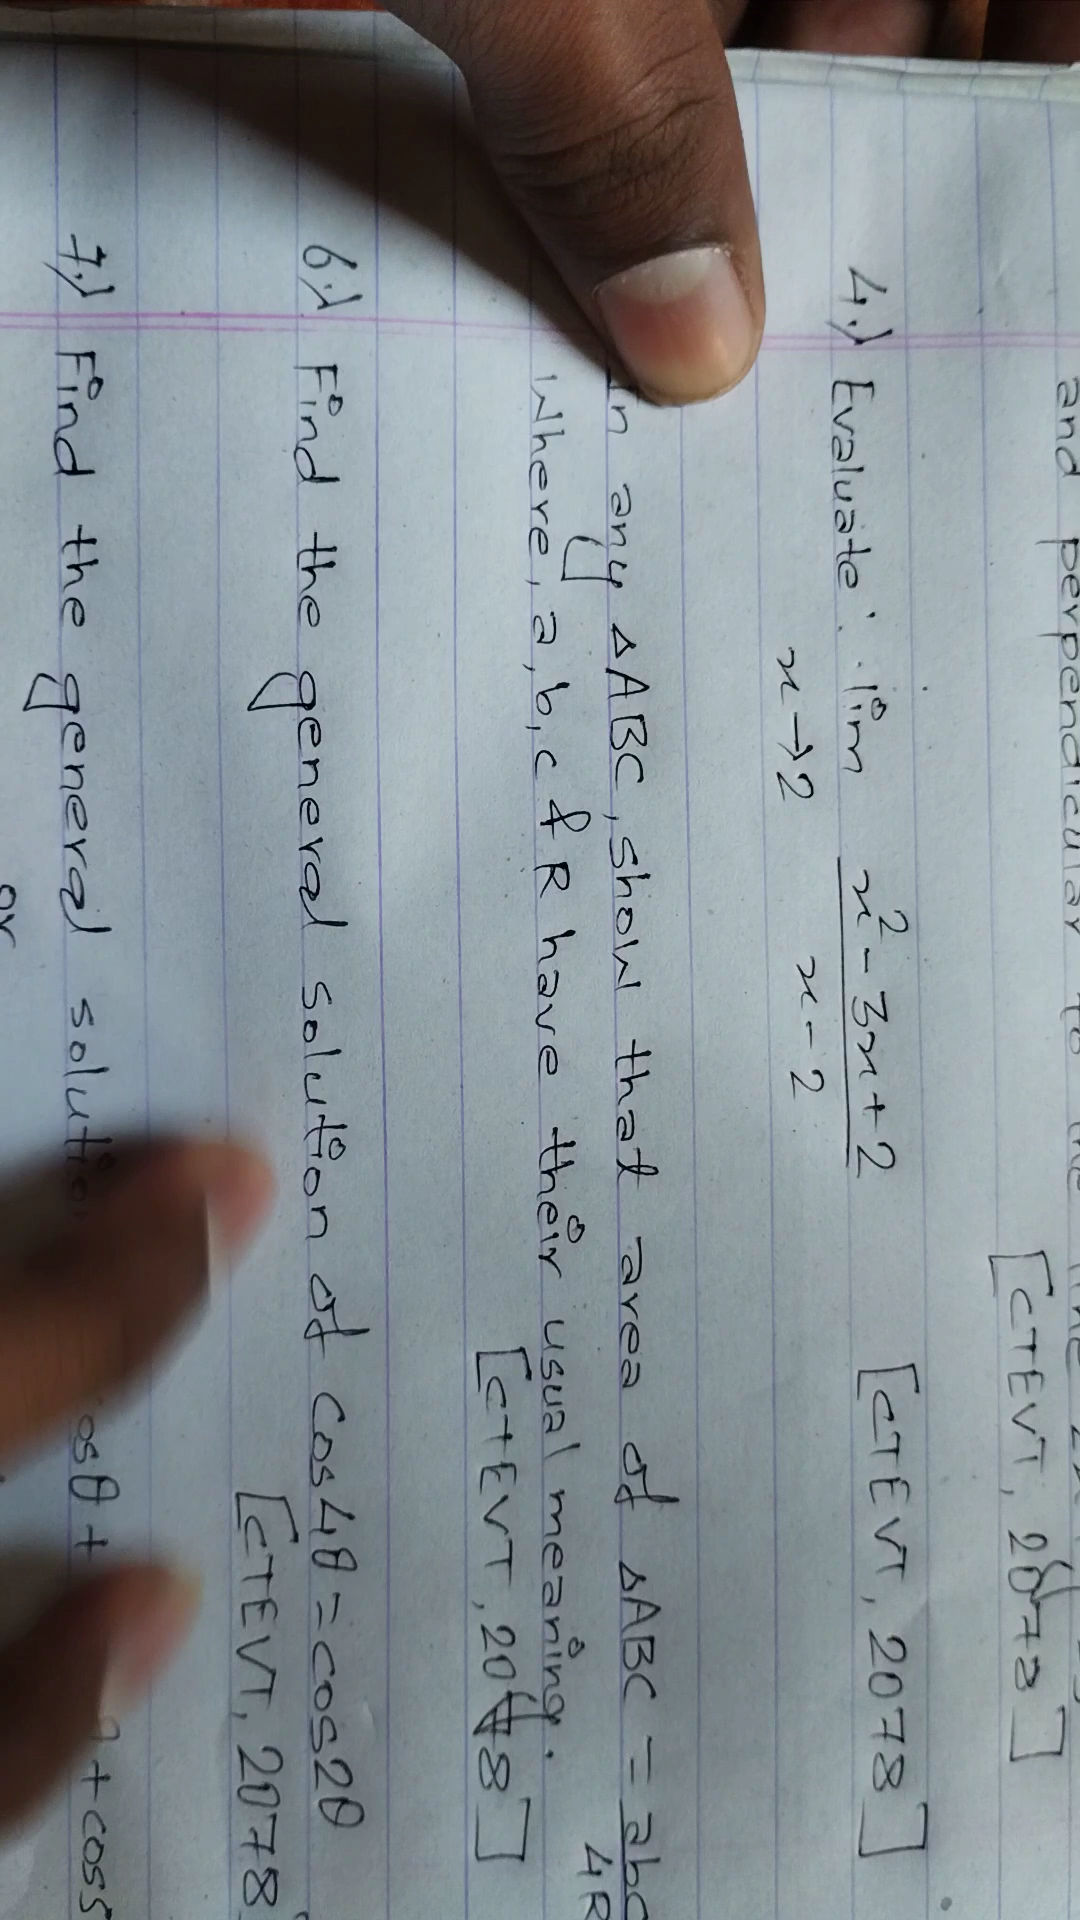 and perpendicular to the line
[CTEVT, 2078]
4.) Evaluate: lim x² - 3x + 2 [CTEVT, 2078]
x→2 x - 2
In any ΔABC, show that area of ΔABC = abc
4R
where, a, b, c & R have their usual meaning.
[CTEVT, 2078]
6.) Find the general solution of cos4θ = cos2θ
[CTEVT, 2078
7.) Find the general solution